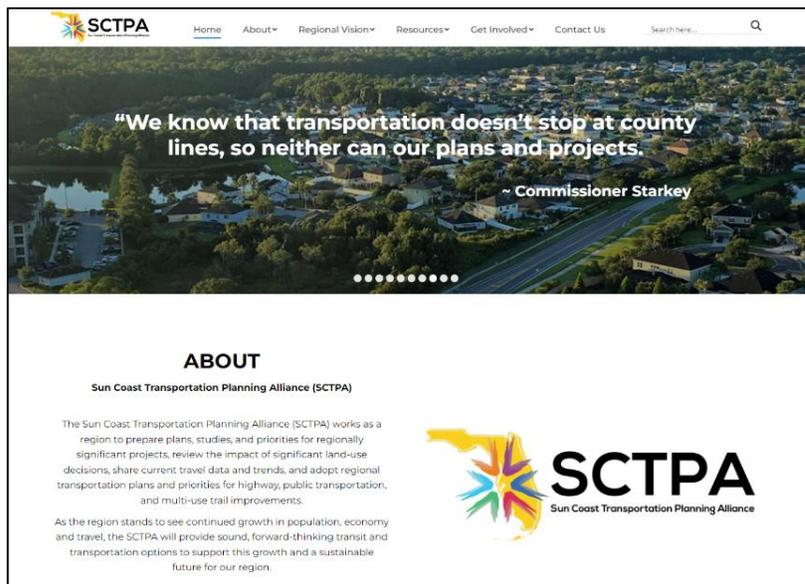 SCTPA
Sun Coast Transportation Planning Alliance
Home About Regional Vision Resources Get Involved Contact Us Search here...
“We know that transportation doesn’t stop at county
lines, so neither can our plans and projects.
~ Commissioner Starkey
ABOUT
Sun Coast Transportation Planning Alliance (SCTPA)
The Sun Coast Transportation Planning Alliance (SCTPA) works as a
region to prepare plans, studies, and priorities for regionally
significant projects, review the impact of significant land-use
decisions, share current travel data and trends, and adopt regional
transportation plans and priorities for highway, public transportation,
and multi-use trail improvements.
As the region stands to see continued growth in population, economy
and travel, the SCTPA will provide sound, forward-thinking transit and
transportation options to support this growth and a sustainable
future for our region.
SCTPA
Sun Coast Transportation Planning Alliance